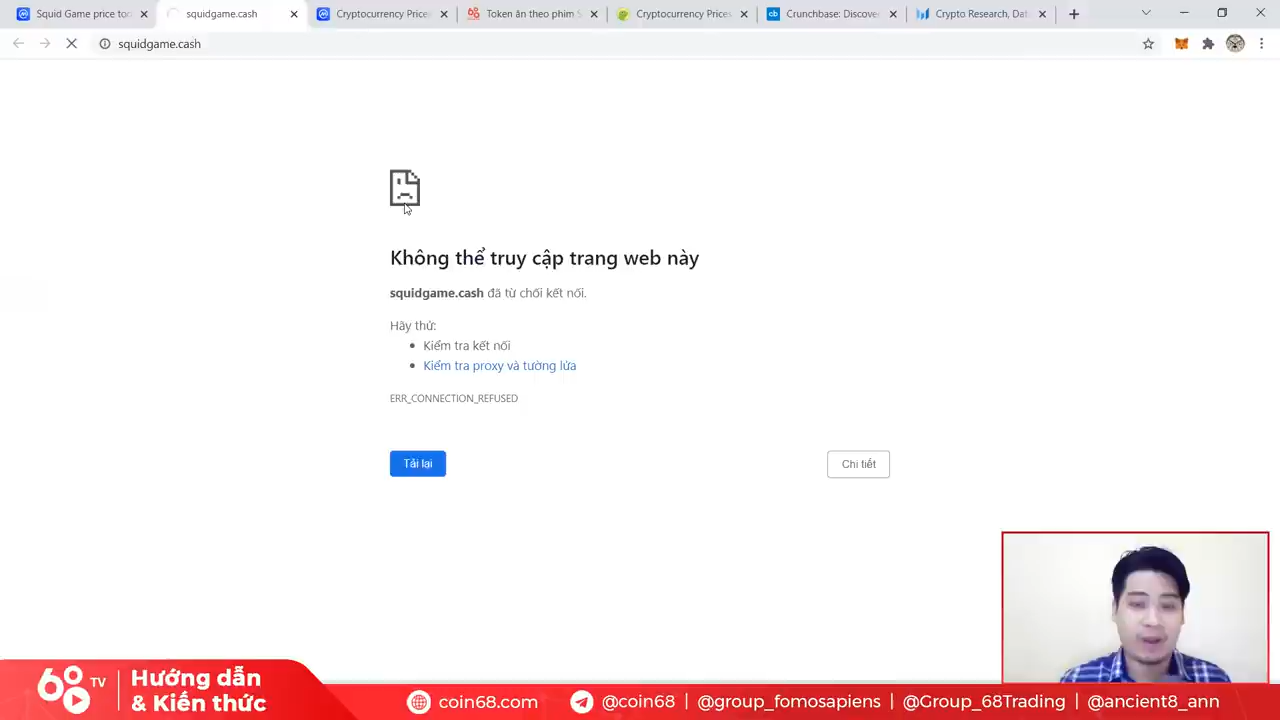 Squid Game price tod
squidgame.cash
Cryptocurrency Price
Token ăn theo phim S
Cryptocurrency Prices
Crunchbase: Discove
Crypto Research, Dat
squidgame.cash
Không thể truy cập trang web này
squidgame.cash đã từ chối kết nối.
Hãy thử:
• Kiểm tra kết nối
• Kiểm tra proxy và tường lửa
ERR_CONNECTION_REFUSED
Tải lại
Chi tiết
68 TV
Hướng dẫn
& Kiến thức
coin68.com
@coin68 | @group_fomosapiens | @Group_68Trading | @ancient8_ann